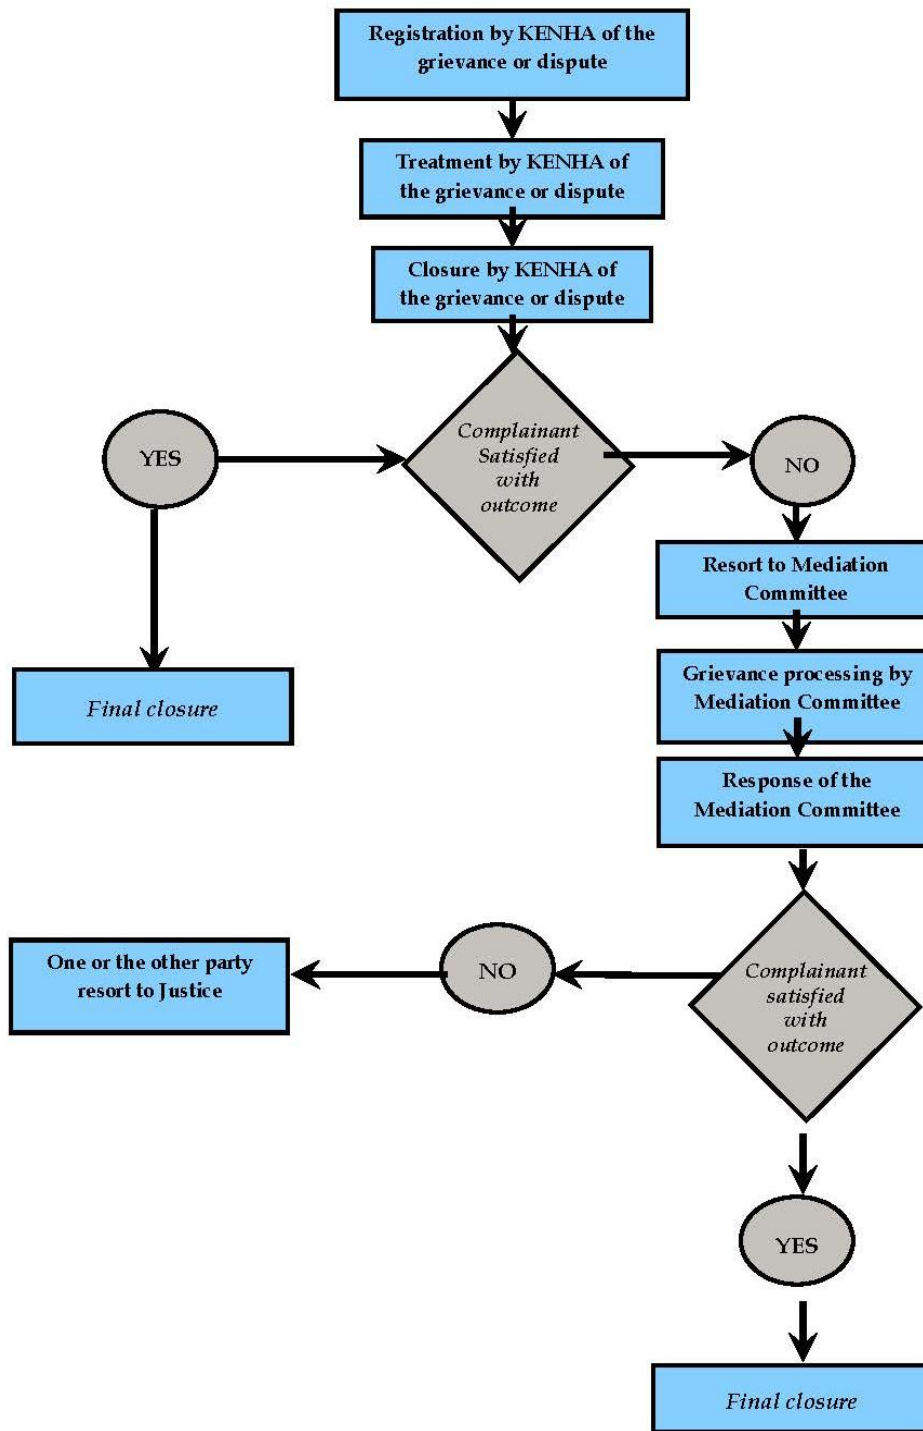 Registration by KENHA of the
grievance or dispute
Treatment by KENHA of
the grievance or dispute
Closure by KENHA of
the grievance or dispute
Complainant
Satisfied
with
outcome
YES
NO
Resort to Mediation
Committee
Final closure
Grievance processing by
Mediation Committee
Response of the
Mediation Committee
Complainant
satisfied
with
outcome
NO
One or the other party
resort to Justice
YES
Final closure